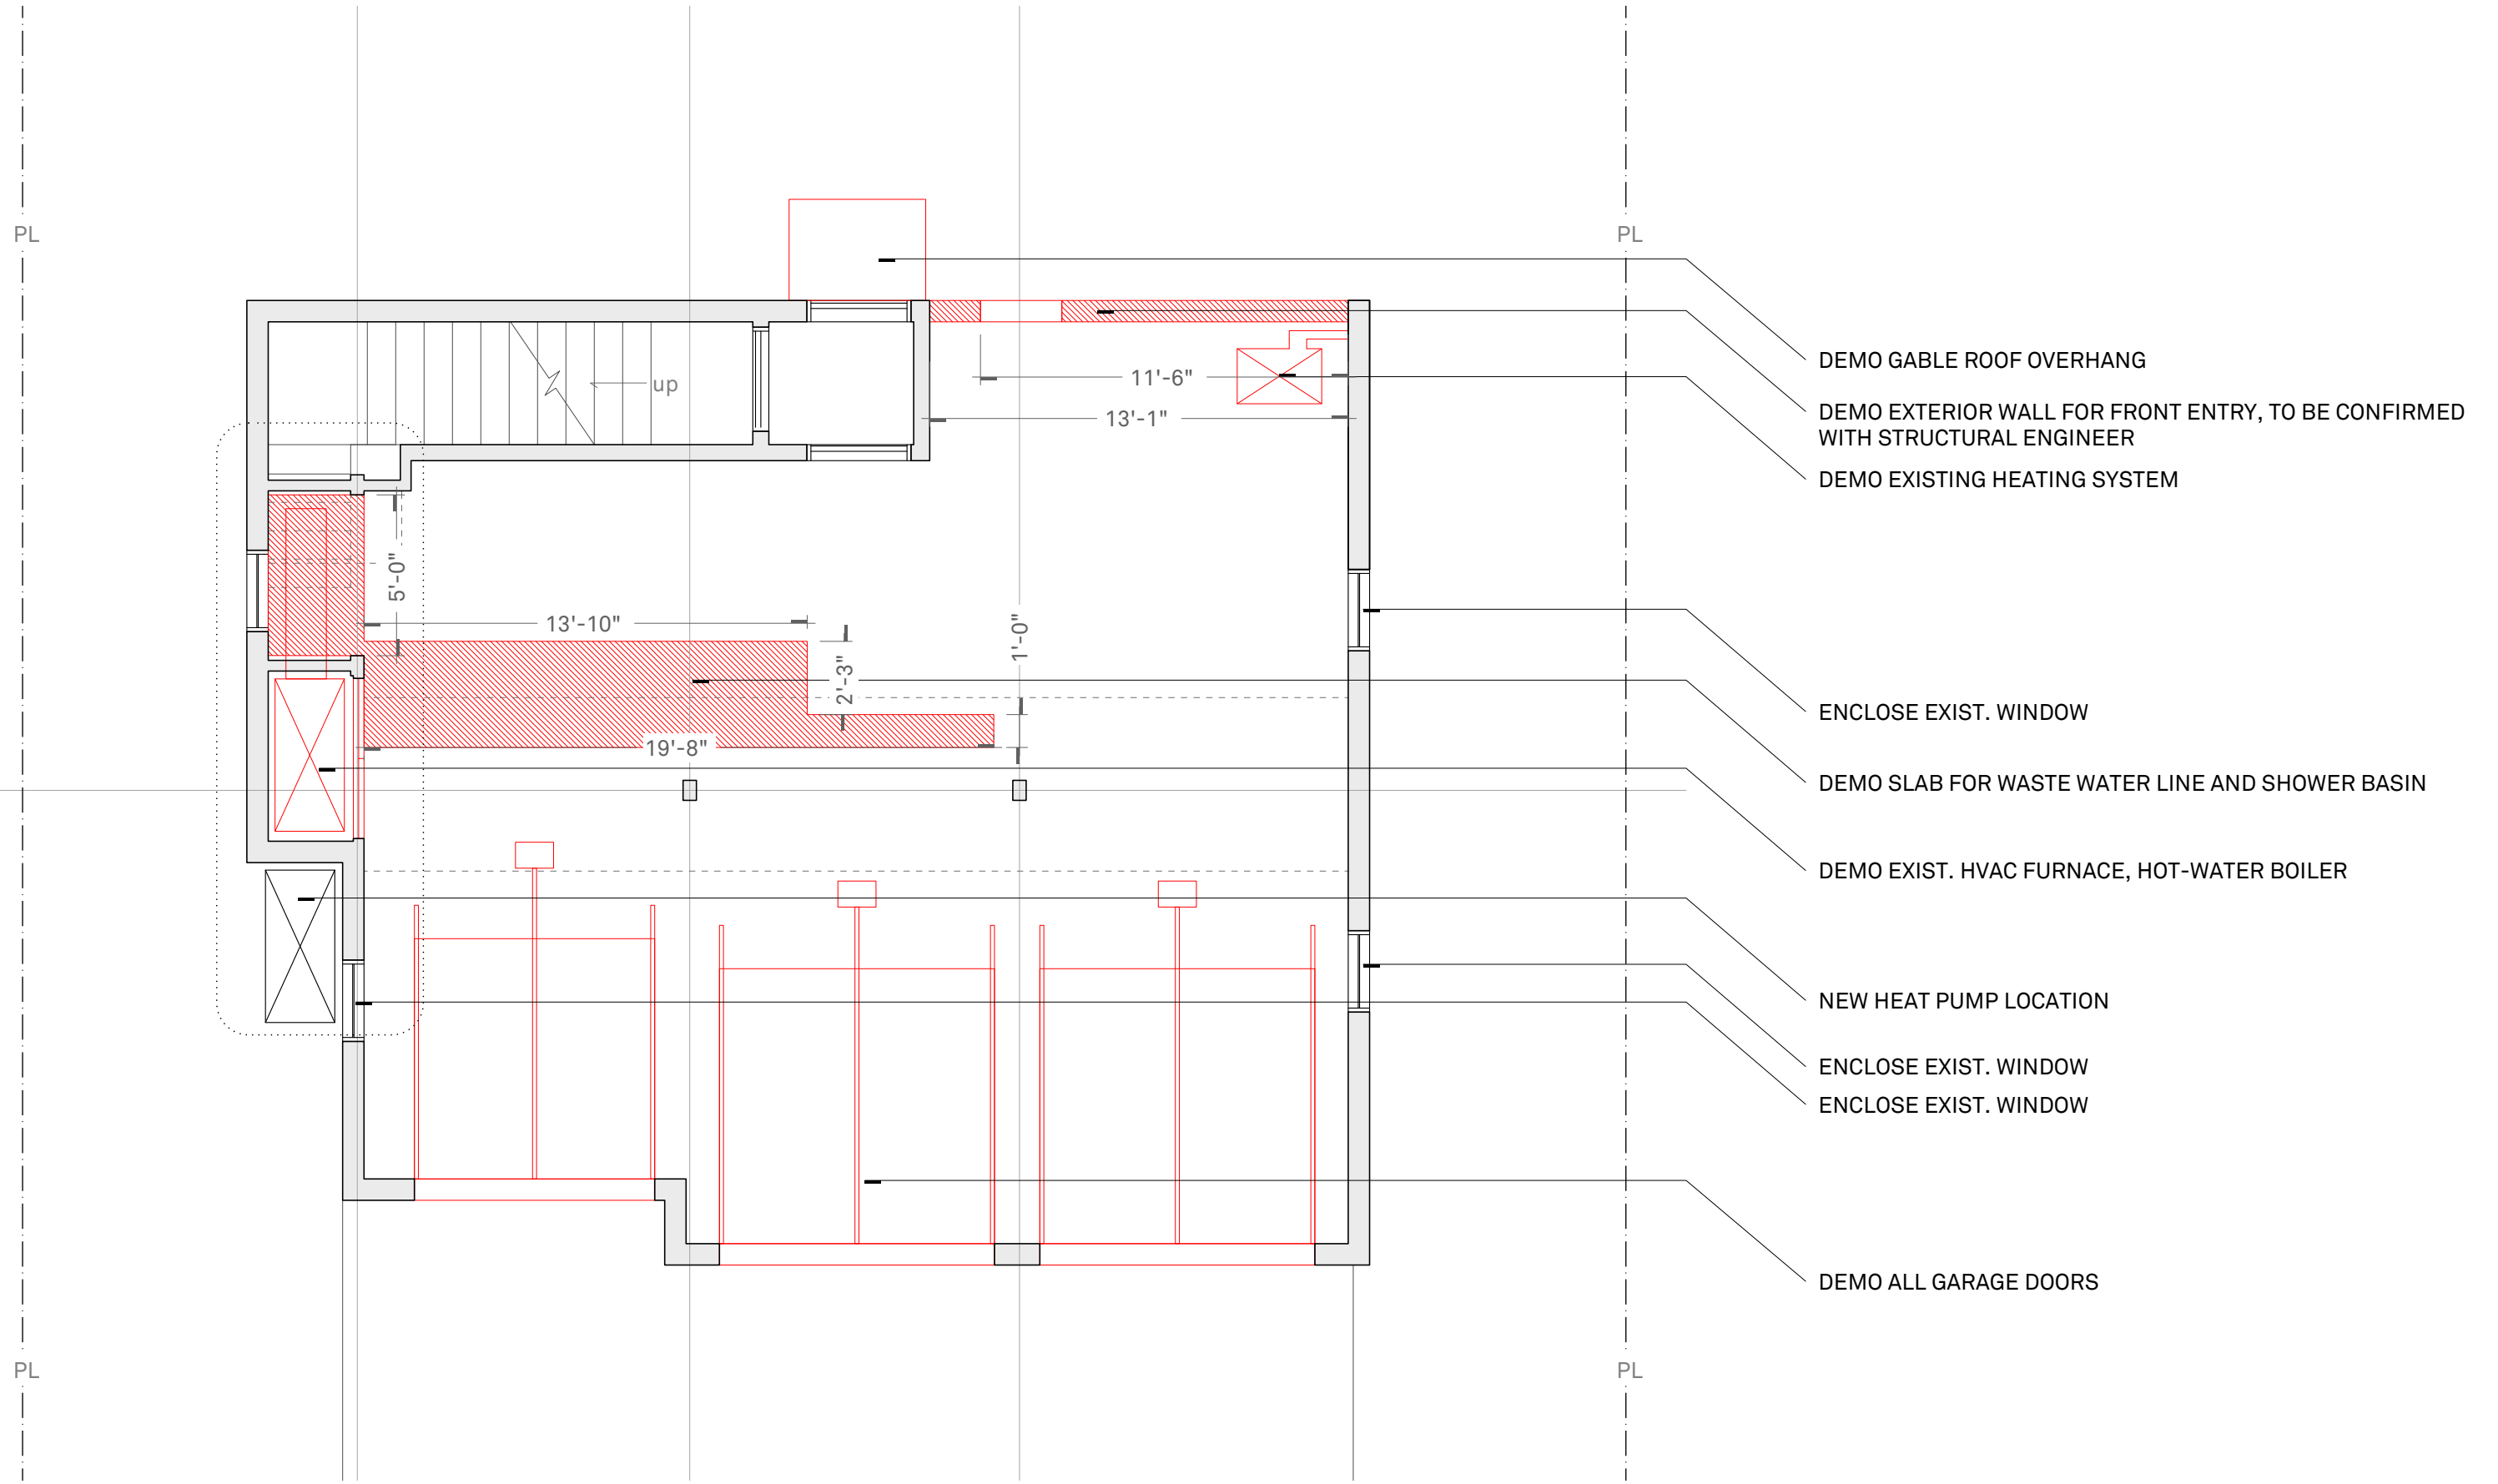 PL
PL
DEMO GABLE ROOF OVERHANG
up
11'-6"
DEMO EXTERIOR WALL FOR FRONT ENTRY, TO BE CONFIRMED
WITH STRUCTURAL ENGINEER
13'-1"
DEMO EXISTING HEATING SYSTEM
5'-0"
13'-10"
1'-0"
2'-3"
ENCLOSE EXIST. WINDOW
19'-8"
DEMO SLAB FOR WASTE WATER LINE AND SHOWER BASIN
DEMO EXIST. HVAC FURNACE, HOT-WATER BOILER
NEW HEAT PUMP LOCATION
ENCLOSE EXIST. WINDOW
ENCLOSE EXIST. WINDOW
DEMO ALL GARAGE DOORS
PL
PL